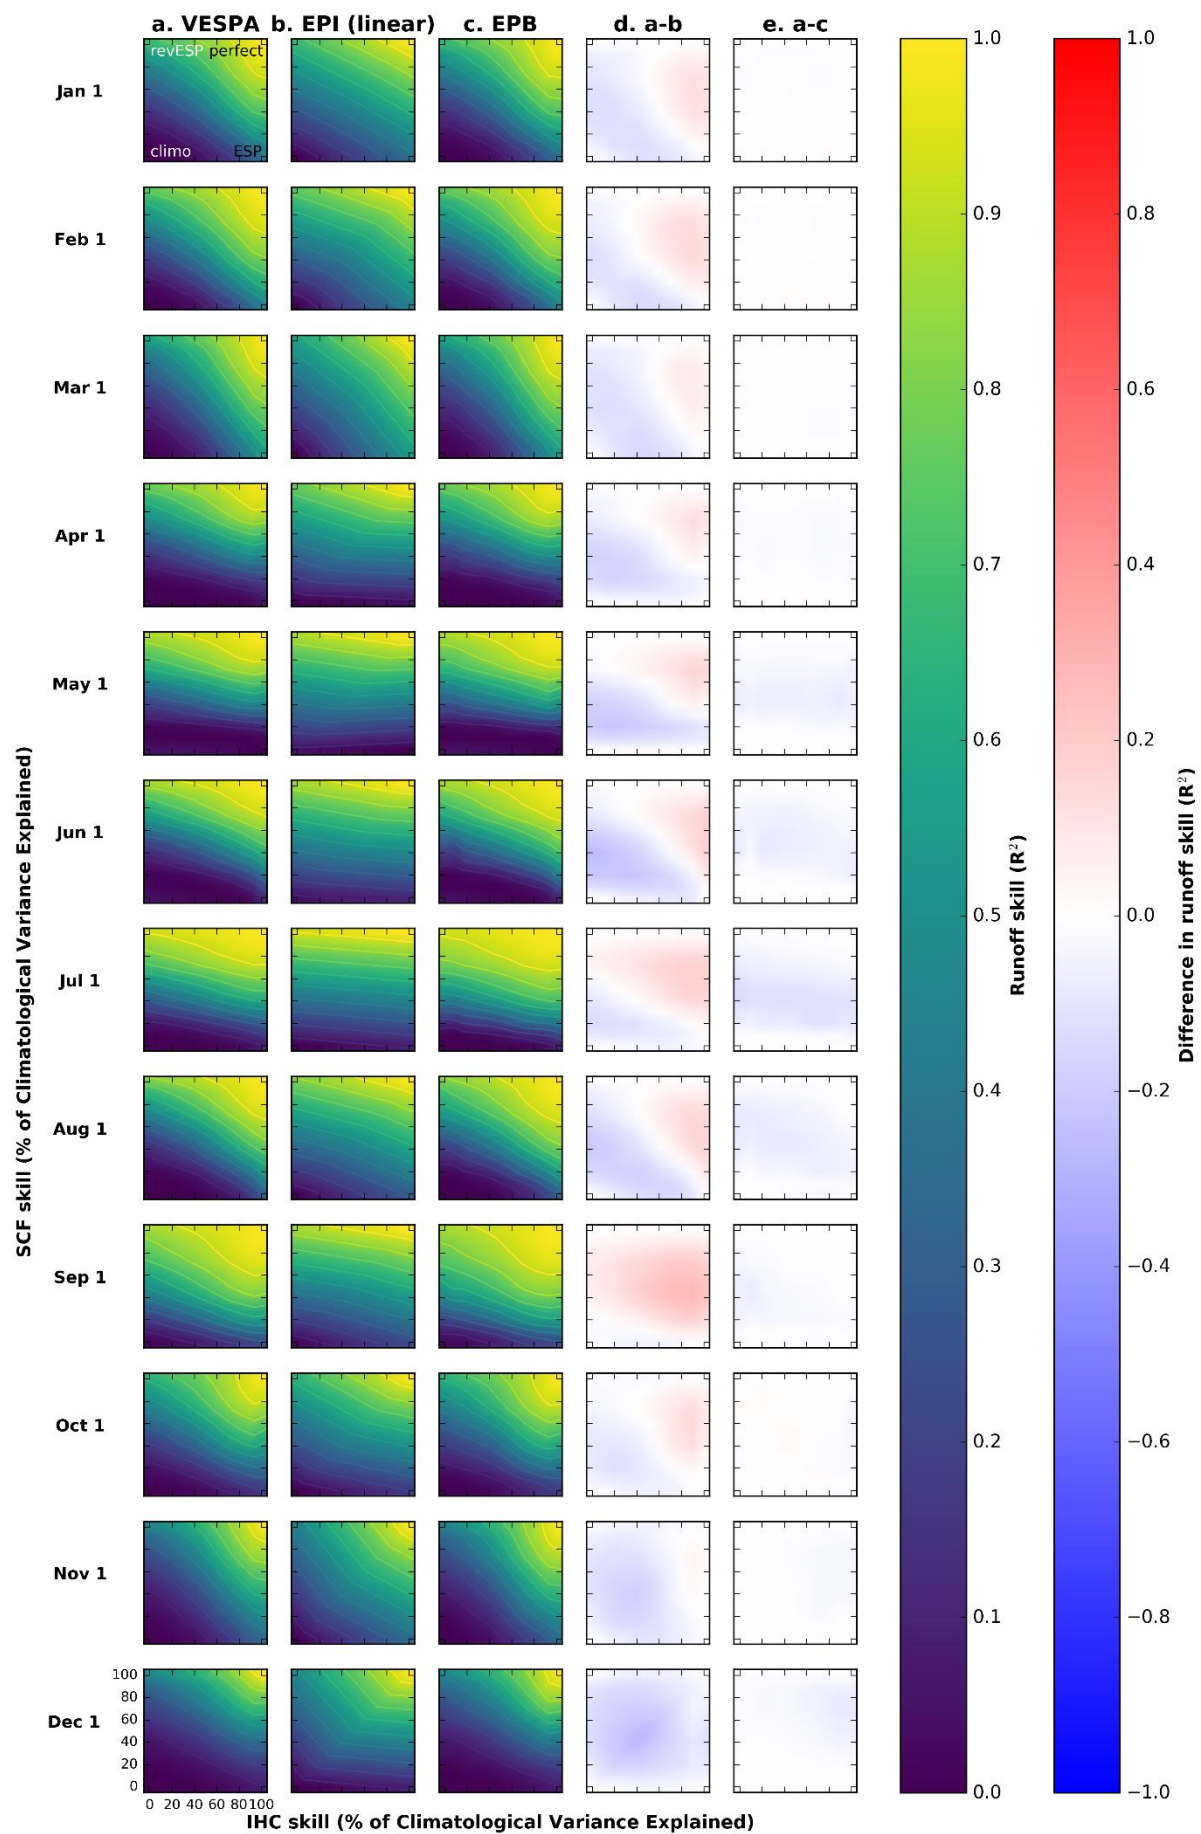 a. VESPA b. EPI (linear) c. EPB d. a-b e. a-c
revESP perfect
climo ESP
Jan 1
Feb 1
Mar 1
Apr 1
May 1
Jun 1
Jul 1
Aug 1
Sep 1
Oct 1
Nov 1
Dec 1
SCF skill (% of Climatological Variance Explained)
100
80
60
40
20
0
0 20 40 60 80 100
IHC skill (% of Climatological Variance Explained)
1.0
0.9
0.8
0.7
0.6
0.5
0.4
0.3
0.2
0.1
0.0
Runoff skill (R²)
1.0
0.8
0.6
0.4
0.2
0.0
−0.2
−0.4
−0.6
−0.8
−1.0
Difference in runoff skill (R²)